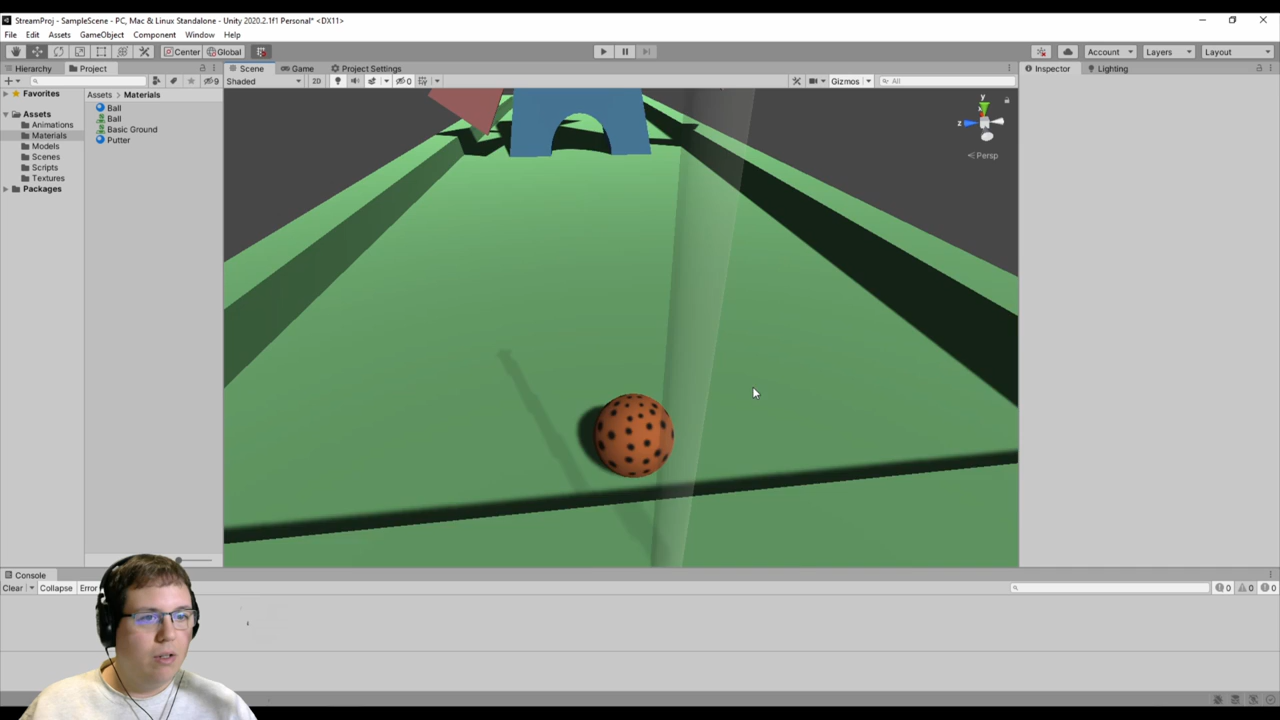 StreamProj - SampleScene - PC, Mac & Linux Standalone - Unity 2020.2.1f1 Personal* <DX11>
File Edit Assets GameObject Component Window Help
Center Global Account Layers Layout
Hierarchy Project Scene Game Project Settings Inspector Lighting
9 Shaded 2D 0 Gizmos All
Favorites
Assets > Materials
Ball
Assets
Ball
Animations
Basic Ground
Materials
Putter
Models
Scenes
Scripts
Textures
Packages
y
x
z
Persp
Console
Clear Collapse Error
0 0 0